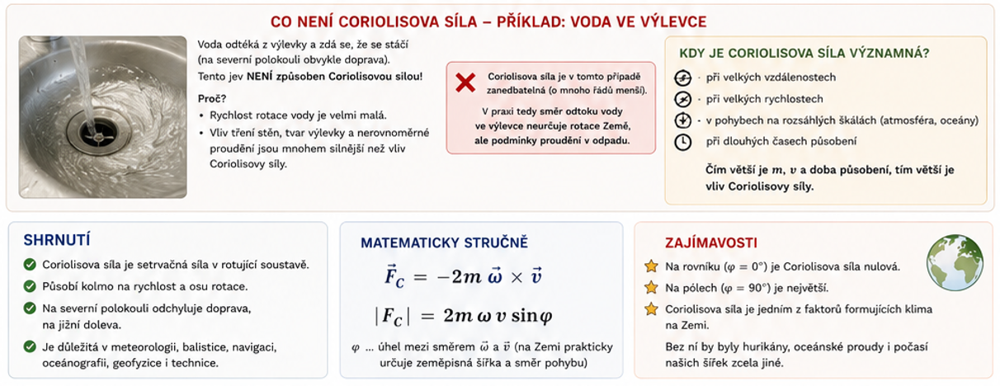 CO NENÍ CORIOLISOVA SÍLA – PŘÍKLAD: VODA VE VÝLEVCE
Voda odtéká z výlevky a zdá se, že se stáčí
(na severní polokouli obvykle doprava).
Tento jev NENÍ způsoben Coriolisovou silou!
Proč?
• Rychlost rotace vody je velmi malá.
• Vliv tření stěn, tvar výlevky a nerovnoměrné
proudění jsou mnohem silnější než vliv
Coriolisovy síly.
Coriolisova síla je v tomto případě
zanedbatelná (o mnoho řádů menší).
V praxi tedy směr odtoku vody
ve výlevce neurčuje rotace Země,
ale podmínky proudění v odpadu.
KDY JE CORIOLISOVA SÍLA VÝZNAMNÁ?
· při velkých vzdálenostech
· při velkých rychlostech
· v pohybech na rozsáhlých škálách (atmosféra, oceány)
při dlouhých časech působení
Čím větší je m, v a doba působení, tím větší je
vliv Coriolisovy síly.
SHRNUTÍ
Coriolisova síla je setrvačná síla v rotující soustavě.
Působí kolmo na rychlost a osu rotace.
Na severní polokouli odchyluje doprava,
na jižní doleva.
Je důležitá v meteorologii, balistice, navigaci,
oceánografii, geofyzice i technice.
MATEMATICKY STRUČNĚ
F⃗_C = −2m ω⃗ × v⃗
|F_C| = 2m ω v sin φ
φ … úhel mezi směrem ω⃗ a v⃗ (na Zemi prakticky
určuje zeměpisná šířka a směr pohybu)
ZAJÍMAVOSTI
Na rovníku (φ = 0°) je Coriolisova síla nulová.
Na pólech (φ = 90°) je největší.
Coriolisova síla je jedním z faktorů formujících klima
na Zemi.
Bez ní by byly hurikány, oceánské proudy i počasí
našich šířek zcela jiné.